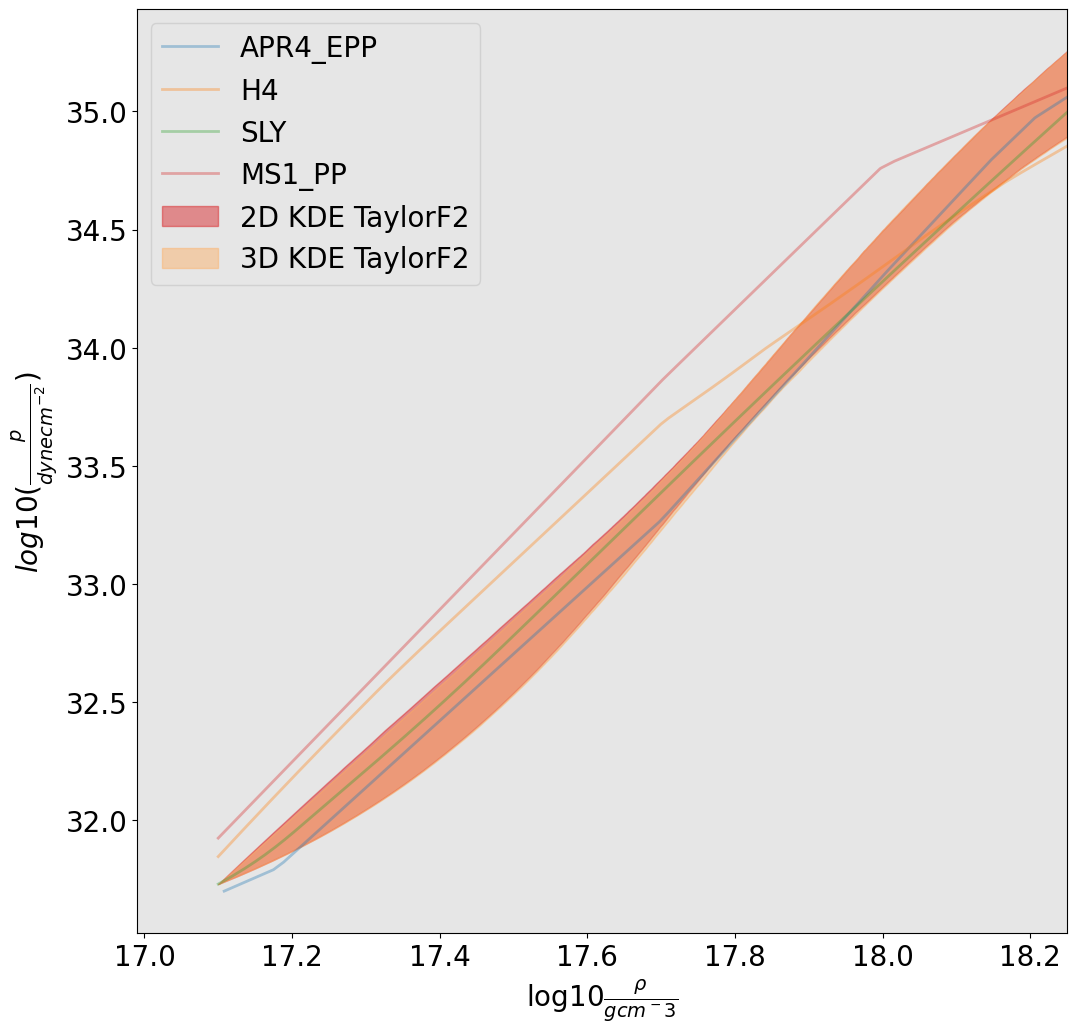 APR4_EPP
H4
SLY
MS1_PP
2D KDE TaylorF2
3D KDE TaylorF2
35.0
34.5
34.0
33.5
33.0
32.5
32.0
log10(p/dynecm⁻²)
17.0 17.2 17.4 17.6 17.8 18.0 18.2
log10 ρ/gcm⁻3